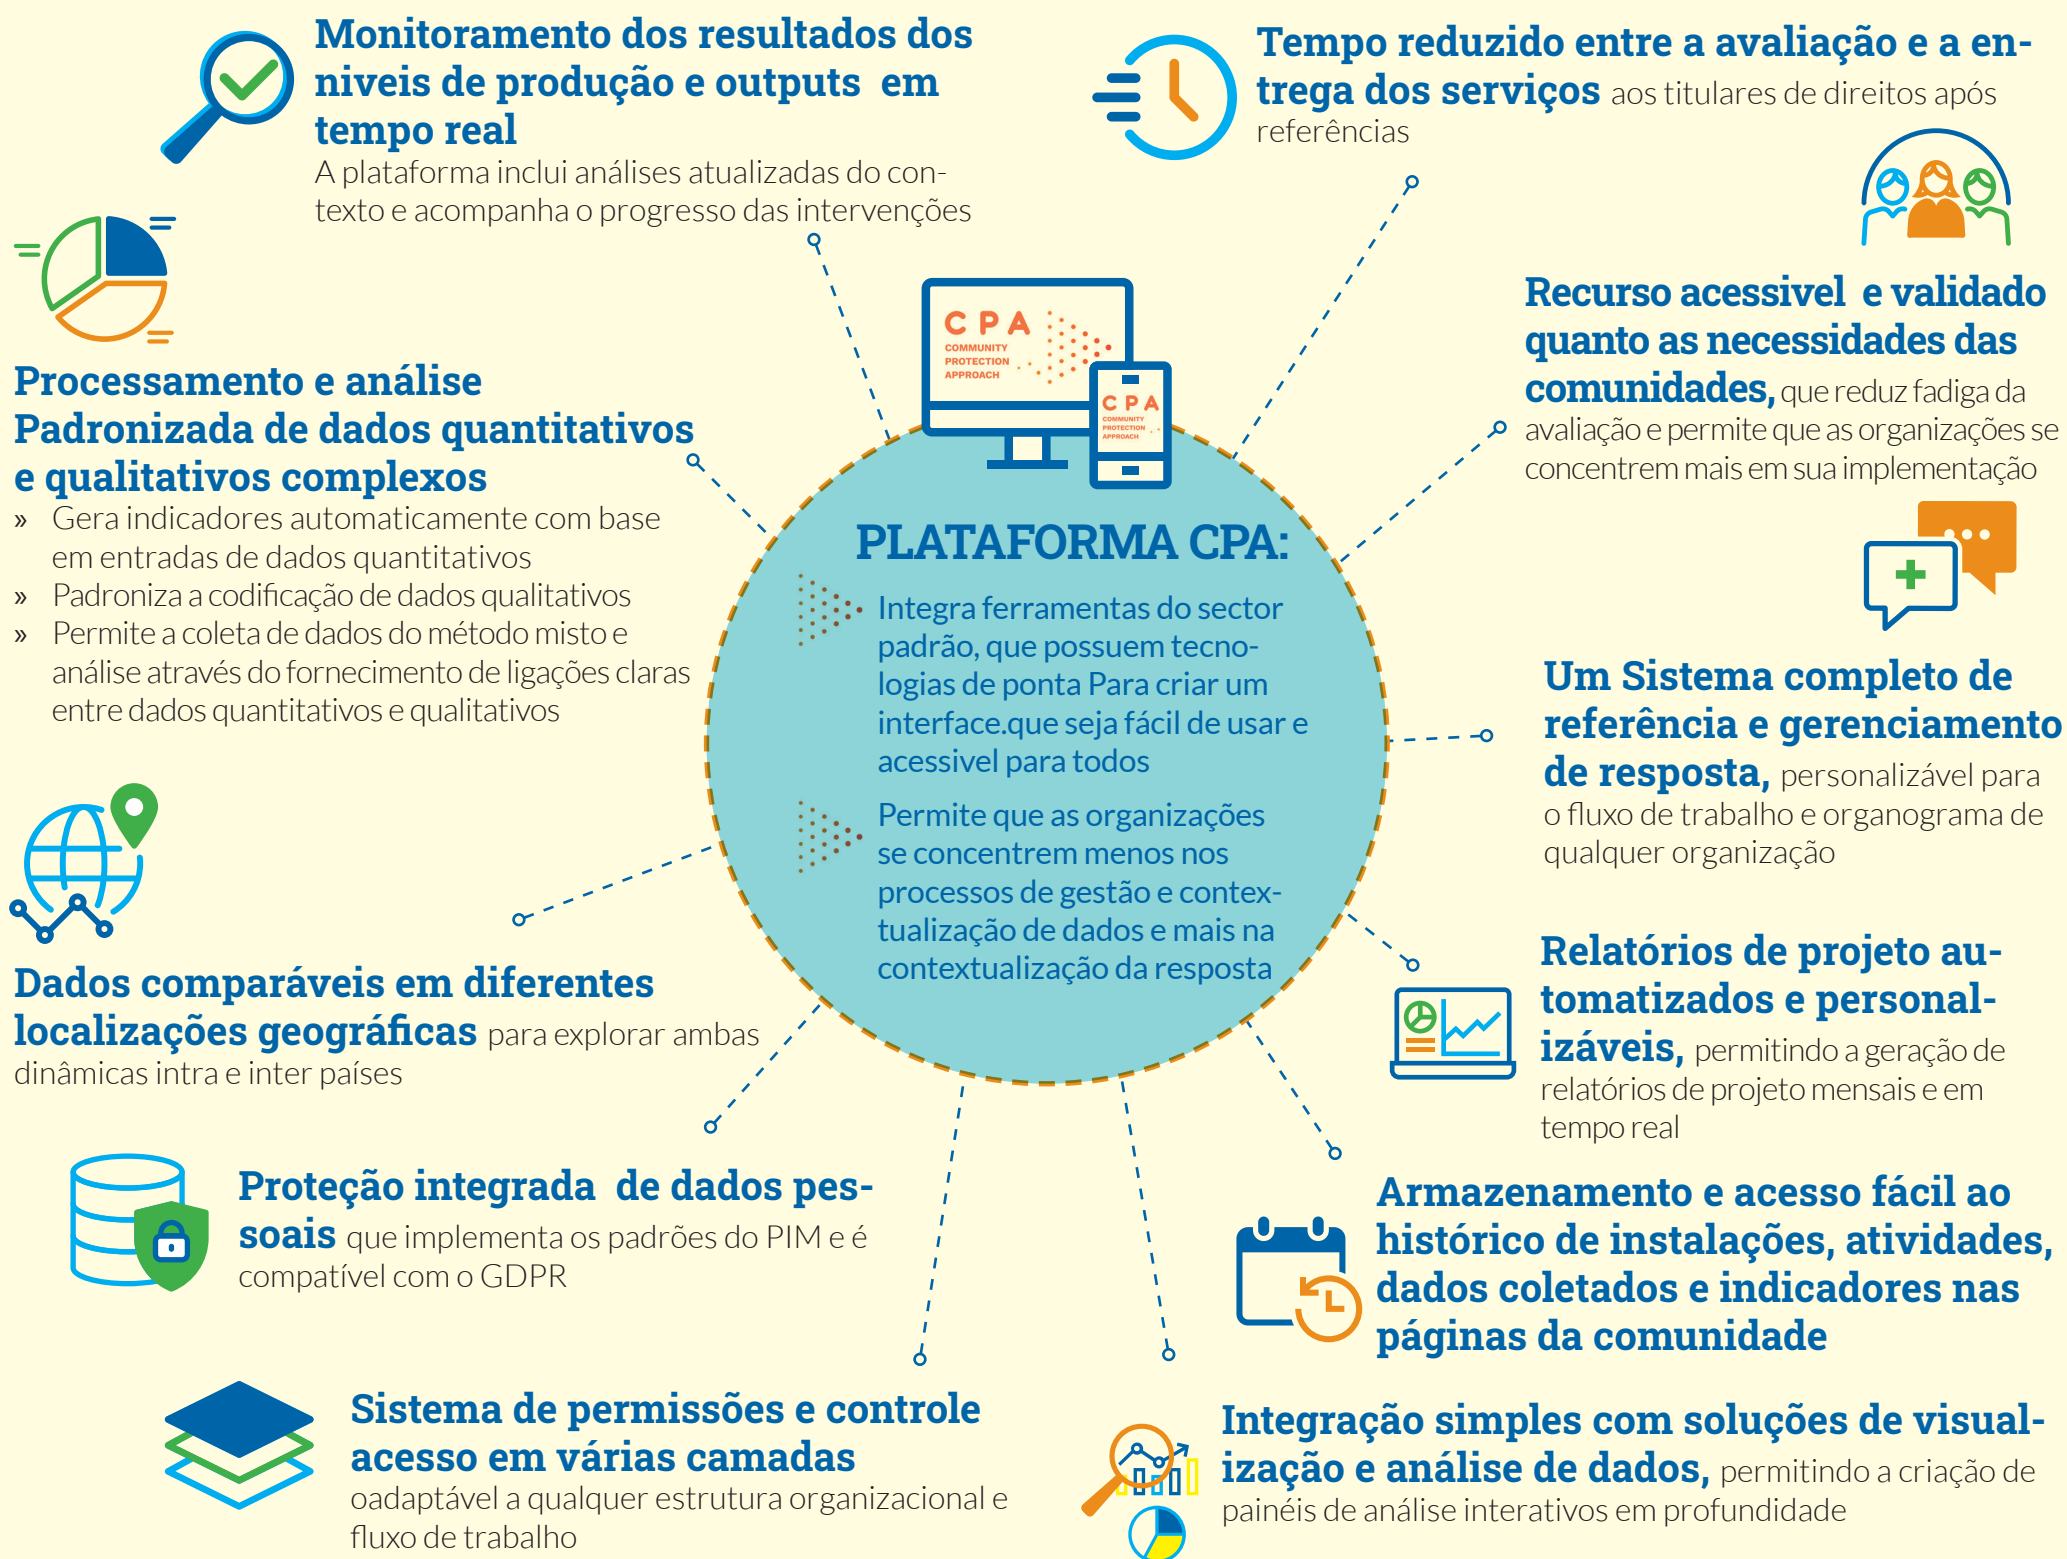 Monitoramento dos resultados dos
niveis de produção e outputs em
tempo real
A plataforma inclui análises atualizadas do con-
texto e acompanha o progresso das intervenções
Tempo reduzido entre a avaliação e a en-
trega dos serviços aos titulares de direitos após
referências
Recurso acessivel e validado
quanto as necessidades das
comunidades, que reduz fadiga da
avaliação e permite que as organizações se
concentrem mais em sua implementação
Processamento e análise
Padronizada de dados quantitativos
e qualitativos complexos
» Gera indicadores automaticamente com base
em entradas de dados quantitativos
» Padroniza a codificação de dados qualitativos
» Permite a coleta de dados do método misto e
análise através do fornecimento de ligações claras
entre dados quantitativos e qualitativos
CPA
COMMUNITY
PROTECTION
APPROACH
CPA
COMMUNITY
PROTECTION
APPROACH
PLATAFORMA CPA:
Integra ferramentas do sector
padrão, que possuem tecno-
logias de ponta Para criar um
interface.que seja fácil de usar e
acessivel para todos
Permite que as organizações
se concentrem menos nos
processos de gestão e contex-
tualização de dados e mais na
contextualização da resposta
Um Sistema completo de
referência e gerenciamento
de resposta, personalizável para
o fluxo de trabalho e organograma de
qualquer organização
Dados comparáveis em diferentes
localizações geográficas para explorar ambas
dinâmicas intra e inter países
Relatórios de projeto au-
tomatizados e personal-
izáveis, permitindo a geração de
relatórios de projeto mensais e em
tempo real
Proteção integrada de dados pes-
soais que implementa os padrões do PIM e é
compatível com o GDPR
Armazenamento e acesso fácil ao
histórico de instalações, atividades,
dados coletados e indicadores nas
páginas da comunidade
Sistema de permissões e controle
acesso em várias camadas
oadaptável a qualquer estrutura organizacional e
fluxo de trabalho
Integração simples com soluções de visual-
ização e análise de dados, permitindo a criação de
painéis de análise interativos em profundidade